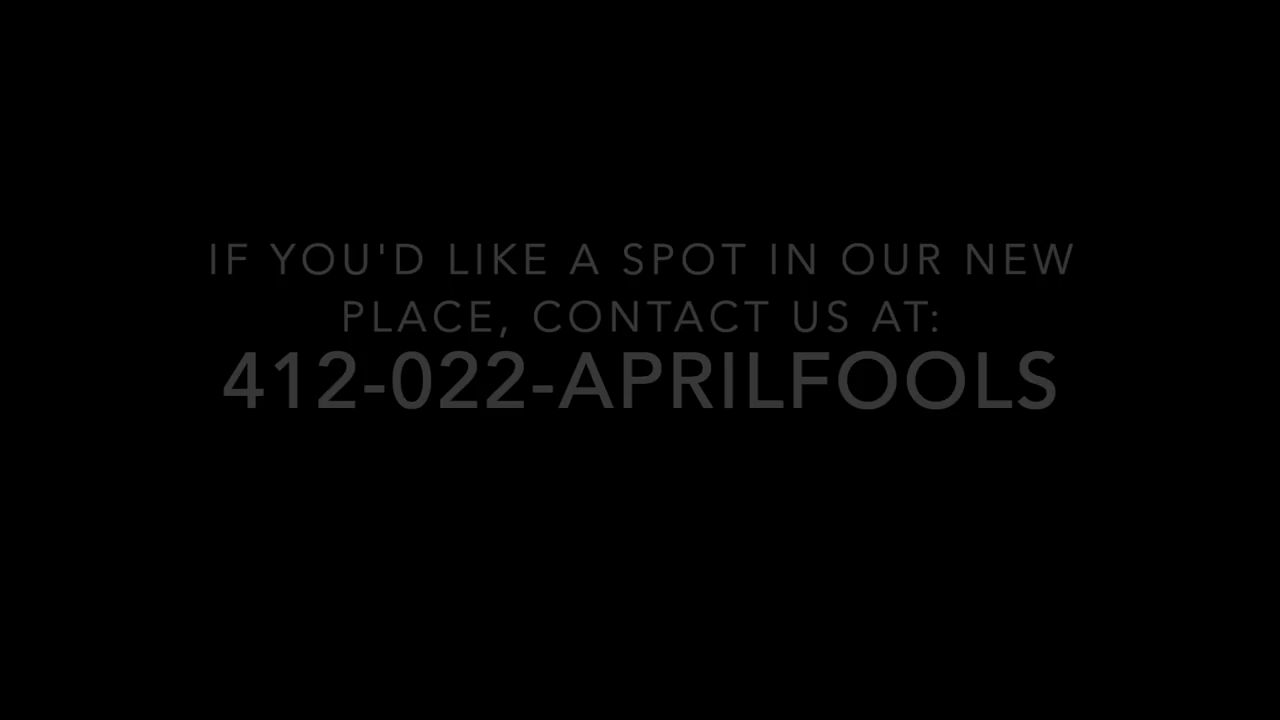 IF YOU'D LIKE A SPOT IN OUR NEW
PLACE, CONTACT US AT:
412-022-APRILFOOLS